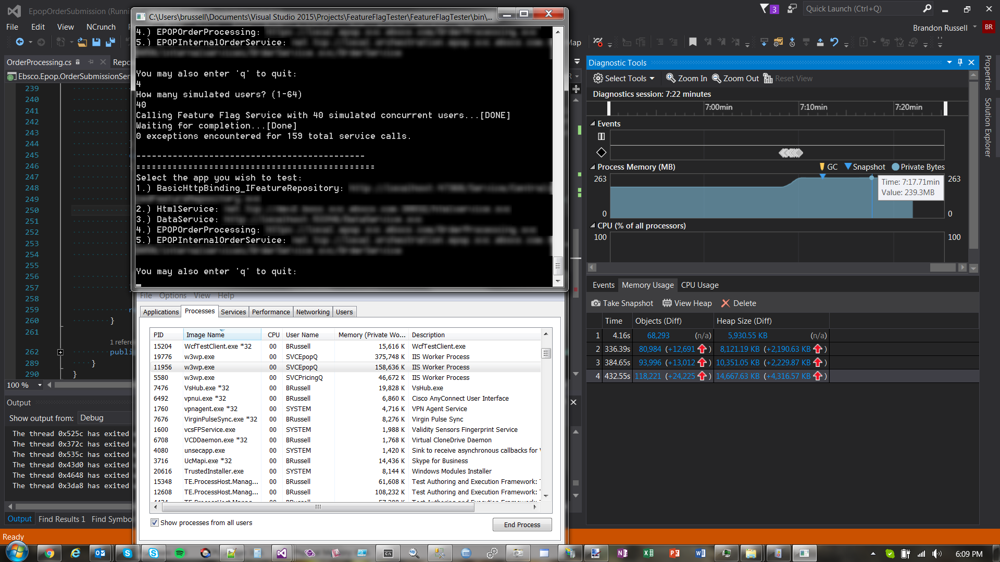 EpopOrderSubmission (Runni
3
Quick Launch (Ctrl+Q)
File Edit View NCrunch
Brandon Russell BR
Map
OrderProcessing.cs
Ebsco.Epop.OrderSubmissionSer
239
240
241
242
243
244
245
246
247
248
249
250
251
252
253
254
255
256
257
258
259
260 }
261
1 refere
262 publi
289 }
290 }
100 %
Output
Show output from: Debug
The thread 0x525c has exited
The thread 0x372c has exited
The thread 0x535c has exited
The thread 0x43d0 has exited
The thread 0x4648 has exited
The thread 0x3da8 has exited
Output Find Results 1 Find Symbo
Ready
C:\Users\brussell\Documents\Visual Studio 2015\Projects\FeatureFlagTester\FeatureFlagTester\bin\...
4.) EPOPOrderProcessing:
5.) EPOPInternalOrderService:
You may also enter 'q' to quit:
4
How many simulated users? (1-64)
40
Calling Feature Flag Service with 40 simulated concurrent users...[DONE]
Waiting for completion...[Done]
0 exceptions encountered for 159 total service calls.
--------------------------------------------
==============================================
Select the app you wish to test:
1.) BasicHttpBinding_IFeatureRepository:
2.) HtmlService:
3.) DataService:
4.) EPOPOrderProcessing:
5.) EPOPInternalOrderService:
You may also enter 'q' to quit:
File Options View Help
Applications Processes Services Performance Networking Users
PID Image Name CPU User Name Memory (Private Wo... Description
15204 WcfTestClient.exe *32 00 BRussell 15,616 K WcfTestClient.exe
19776 w3wp.exe 00 SVCEpopQ 375,748 K IIS Worker Process
11956 w3wp.exe 00 SVCEpopQ 158,636 K IIS Worker Process
5580 w3wp.exe 00 SVCPricingQ 46,672 K IIS Worker Process
7476 VsHub.exe *32 00 BRussell 19,828 K VsHub.exe
6492 vpnui.exe *32 00 BRussell 6,860 K Cisco AnyConnect User Interface
1760 vpnagent.exe *32 00 SYSTEM 4,716 K VPN Agent Service
7676 VirginPulseSync.exe *32 00 BRussell 8,276 K Virgin Pulse Sync
1600 vcsFPService.exe 00 SYSTEM 1,988 K Validity Sensors Fingerprint Service
6708 VCDDaemon.exe *32 00 BRussell 1,768 K Virtual CloneDrive Daemon
4080 unsecapp.exe 00 SYSTEM 1,420 K Sink to receive asynchronous callbacks for
3716 UcMapi.exe *32 00 BRussell 14,436 K Skype for Business
20616 TrustedInstaller.exe 00 SYSTEM 8,144 K Windows Modules Installer
15348 TE.ProcessHost.Manag... 00 BRussell 61,608 K Test Authoring and Execution Framework:
12608 TE.ProcessHost.Manag... 00 BRussell 108,232 K Test Authoring and Execution Framework:
Show processes from all users
End Process
Diagnostic Tools
Select Tools Zoom In Zoom Out Reset View
Diagnostics session: 7:22 minutes
7:00min 7:10min 7:20min
Events
Process Memory (MB) GC Snapshot Private Bytes
263 263
Time: 7:17.71min
Value: 239.3MB
0 0
CPU (% of all processors)
100 100
Events Memory Usage CPU Usage
Take Snapshot View Heap Delete
Time Objects (Diff) Heap Size (Diff)
1 4.16s 68,293 (n/a) 5,930.55 KB (n/a)
2 336.39s 80,984 (+12,691 ) 8,121.19 KB (+2,190.63 KB )
3 384.65s 93,996 (+13,012 ) 10,351.05 KB (+2,229.87 KB )
4 432.55s 118,221 (+24,225 ) 14,667.63 KB (+4,316.57 KB )
Properties
Solution Explorer
6:09 PM